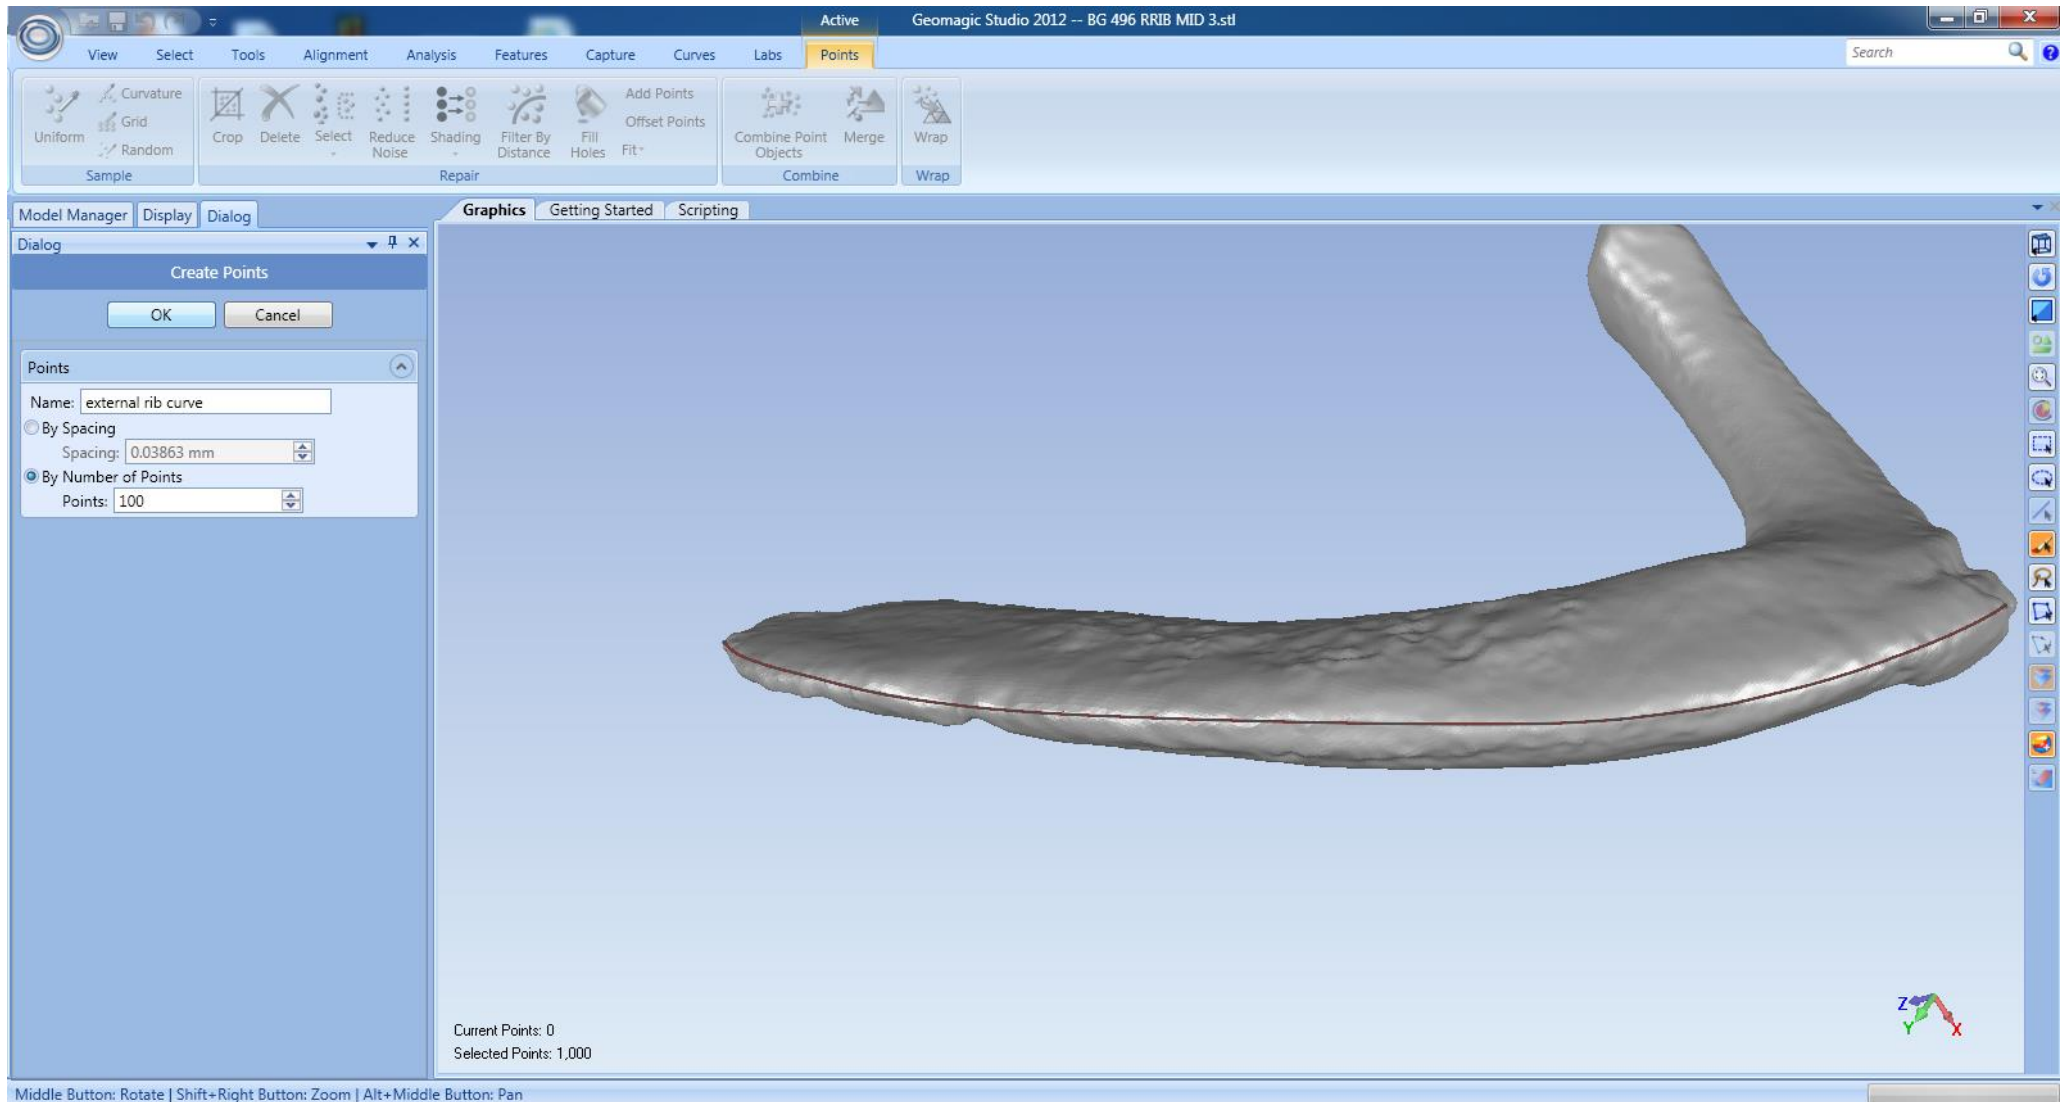 Active
Geomagic Studio 2012 -- BG 496 RRIB MID 3.stl
View Select Tools Alignment Analysis Features Capture Curves Labs Points
Search
Uniform
Curvature
Grid
Random
Sample
Crop
Delete
Select
Reduce
Noise
Shading
Filter By
Distance
Fill
Holes
Add Points
Offset Points
Fit
Repair
Combine Point
Objects
Merge
Combine
Wrap
Wrap
Model Manager Display Dialog
Graphics Getting Started Scripting
Dialog
Create Points
OK Cancel
Points
Name: external rib curve
By Spacing
Spacing: 0.03863 mm
By Number of Points
Points: 100
Z
Y
X
Current Points: 0
Selected Points: 1,000
Middle Button: Rotate | Shift+Right Button: Zoom | Alt+Middle Button: Pan